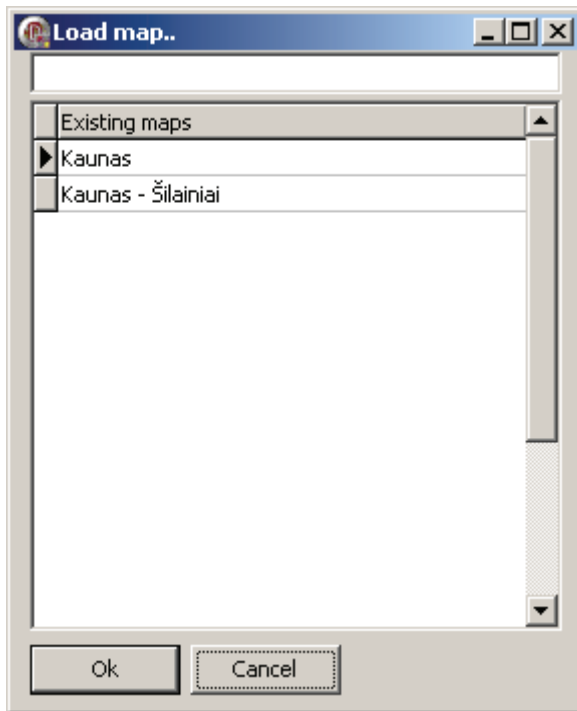 Load map..
Existing maps
Kaunas
Kaunas - Šilainiai
Ok
Cancel